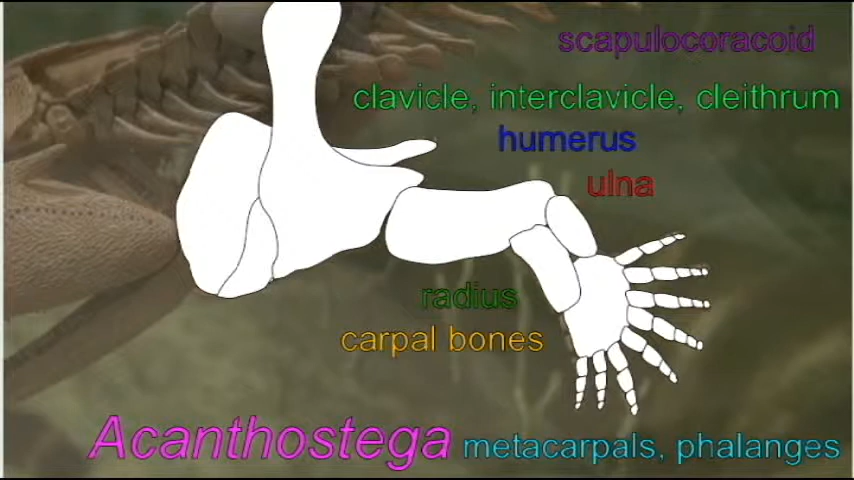 scapulocoracoid
clavicle, interclavicle, cleithrum
humerus
ulna
radius
carpal bones
Acanthostega
metacarpals, phalanges